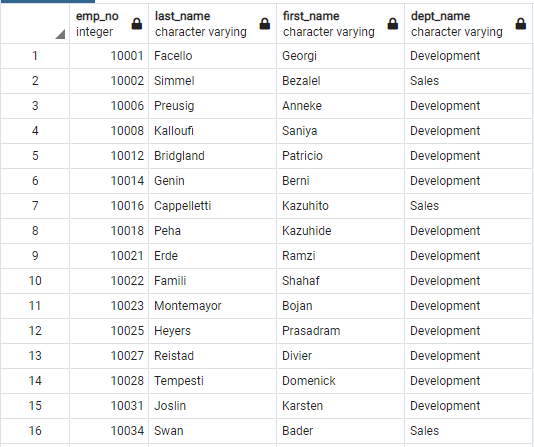 emp_no last_name first_name dept_name
integer character varying character varying character varying
1 10001 Facello Georgi Development
2 10002 Simmel Bezalel Sales
3 10006 Preusig Anneke Development
4 10008 Kalloufi Saniya Development
5 10012 Bridgland Patricio Development
6 10014 Genin Berni Development
7 10016 Cappelletti Kazuhito Sales
8 10018 Peha Kazuhide Development
9 10021 Erde Ramzi Development
10 10022 Famili Shahaf Development
11 10023 Montemayor Bojan Development
12 10025 Heyers Prasadram Development
13 10027 Reistad Divier Development
14 10028 Tempesti Domenick Development
15 10031 Joslin Karsten Development
16 10034 Swan Bader Sales